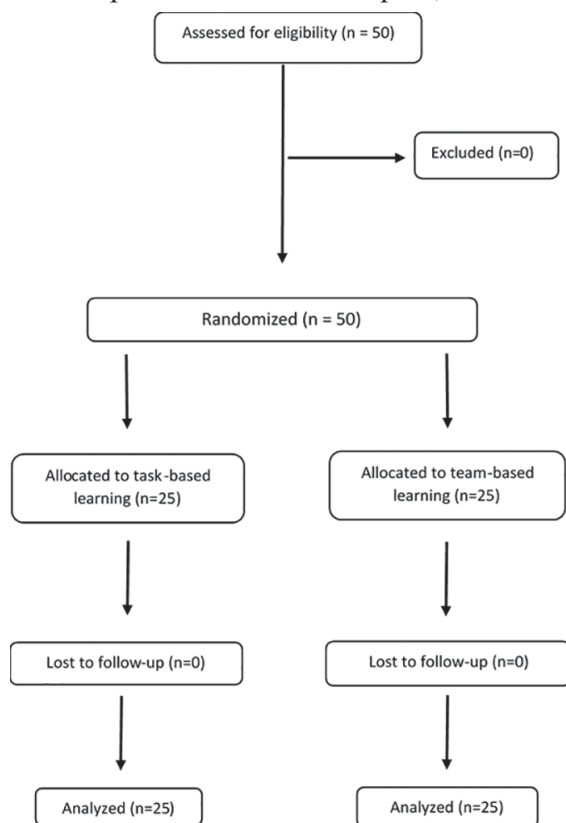 Assessed for eligibility (n = 50)
Excluded (n=0)
Randomized (n = 50)
Allocated to task-based
learning (n=25)
Allocated to team-based
learning (n=25)
Lost to follow-up (n=0)
Lost to follow-up (n=0)
Analyzed (n=25)
Analyzed (n=25)